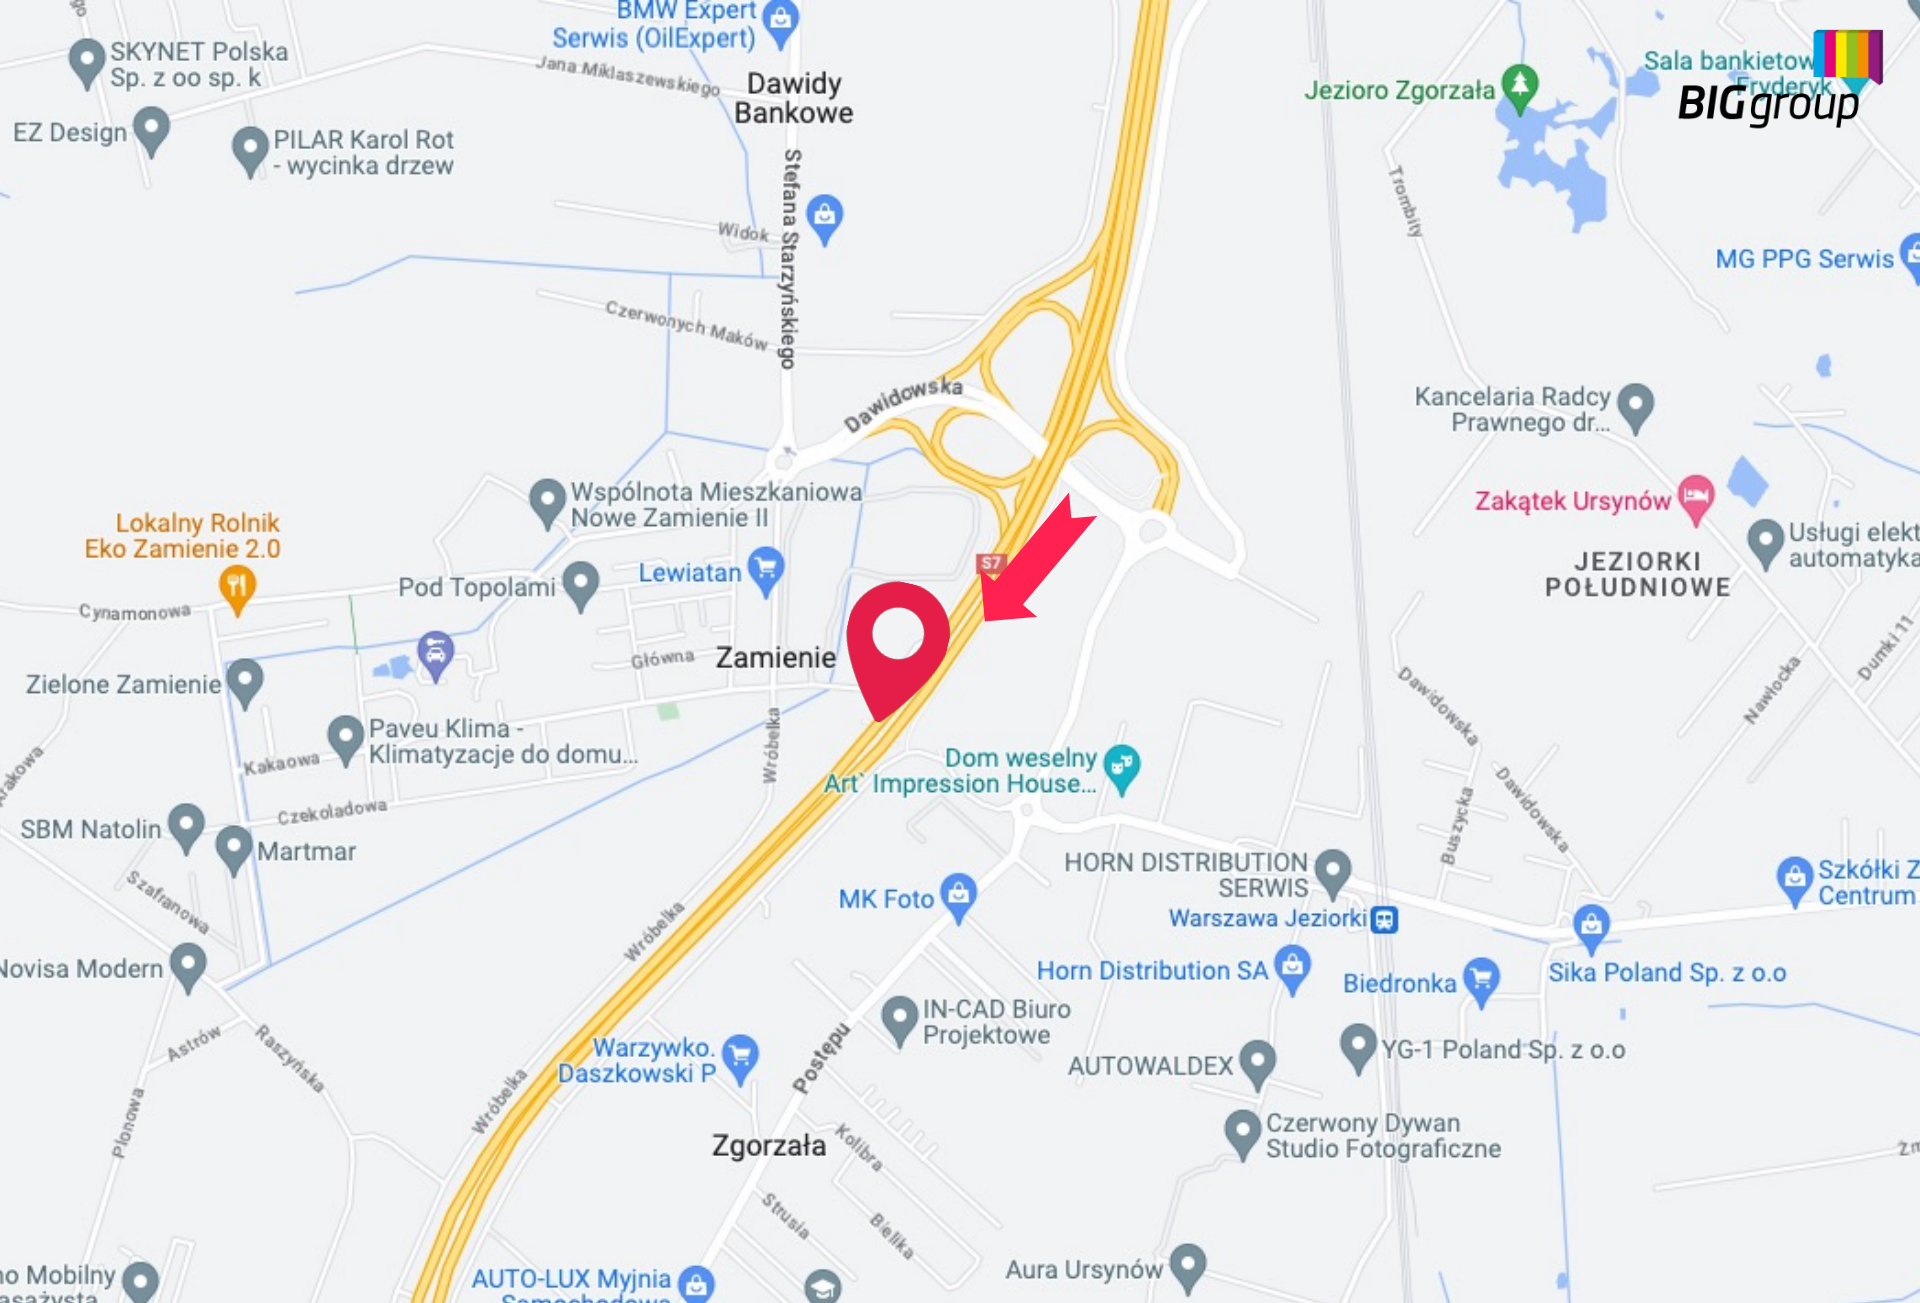 BMW Expert
Serwis (OilExpert)
SKYNET Polska
Sp. z oo sp. k
Jana Miklaszewskiego
Dawidy
Bankowe
Jezioro Zgorzała
Sala bankietow
Fryderyk
BIG group
EZ Design
PILAR Karol Rot
- wycinka drzew
Stefana Starzyńskiego
Trombity
Widok
MG PPG Serwis
Czerwonych Maków
Dawidowska
Kancelaria Radcy
Prawnego dr...
Wspólnota Mieszkaniowa
Nowe Zamienie II
Zakątek Ursynów
Lokalny Rolnik
Eko Zamienie 2.0
Usługi elekt
automatyka
S7
Lewiatan
JEZIORKI
POŁUDNIOWE
Pod Topolami
Cynamonowa
Dumki 11
Główna
Zamienie
Zielone Zamienie
Dawidowska
Nawłocka
Paveu Klima -
Klimatyzacje do domu...
Wróbelka
Kakaowa
Dom weselny
Art` Impression House...
Dawidowska
Czekoladowa
SBM Natolin
Buszycka
Martmar
HORN DISTRIBUTION
SERWIS
Szkółki Z
Centrum
Szafranowa
MK Foto
Warszawa Jeziorki
Wróbelka
Novisa Modern
Horn Distribution SA
Biedronka
Sika Poland Sp. z o.o
IN-CAD Biuro
Projektowe
Astrów
Raszyńska
Warzywko.
Daszkowski P
Postępu
YG-1 Poland Sp. z o.o
AUTOWALDEX
Wróbelka
Plonowa
Czerwony Dywan
Studio Fotograficzne
Zgorzała
Kolibra
Strusia
Bielika
Aura Ursynów
no Mobilny
AUTO-LUX Myjnia